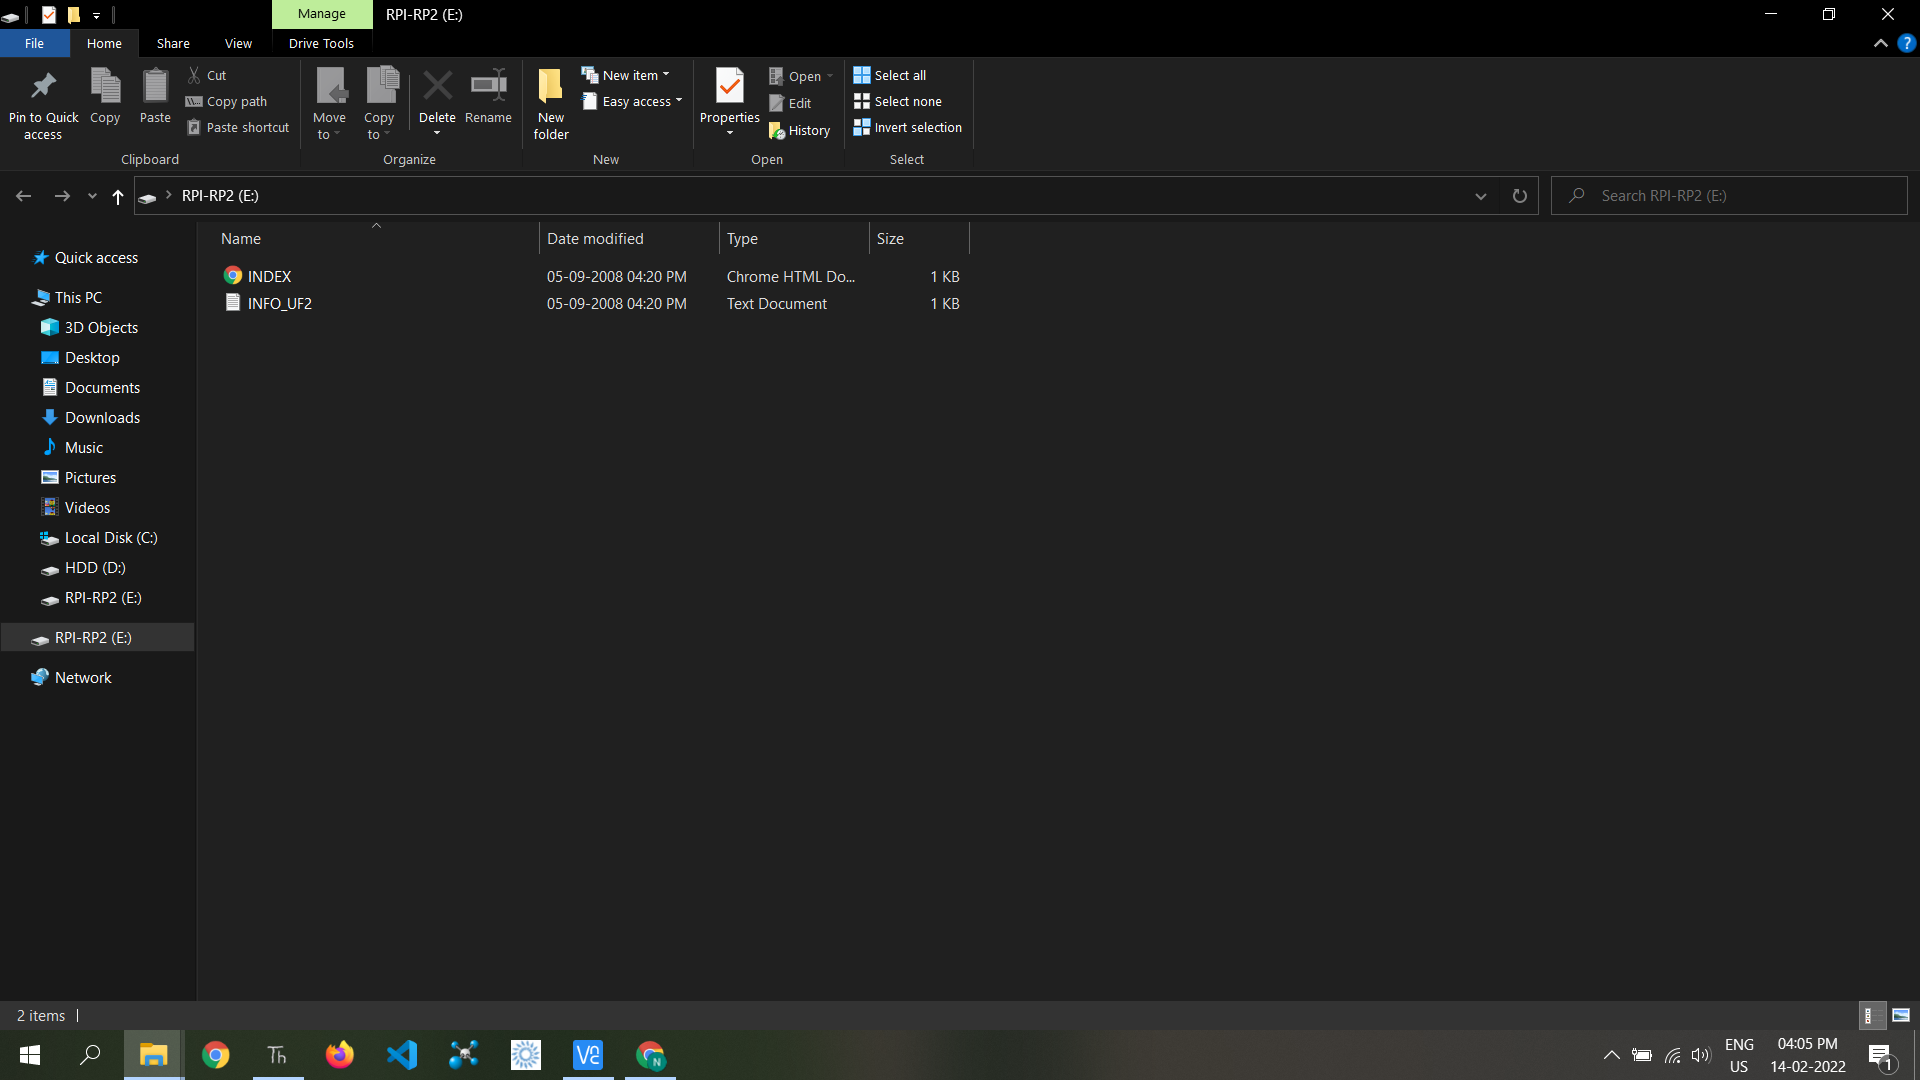 Manage
RPI-RP2 (E:)
File
Home
Share
View
Drive Tools
Pin to Quick access
Copy
Paste
Cut
Copy path
Paste shortcut
Clipboard
Move to
Copy to
Delete
Rename
Organize
New folder
New item
Easy access
New
Properties
Open
Edit
History
Open
Select all
Select none
Invert selection
Select
RPI-RP2 (E:)
Search RPI-RP2 (E:)
Quick access
This PC
3D Objects
Desktop
Documents
Downloads
Music
Pictures
Videos
Local Disk (C:)
HDD (D:)
RPI-RP2 (E:)
RPI-RP2 (E:)
Network
Name Date modified Type Size
INDEX 05-09-2008 04:20 PM Chrome HTML Do... 1 KB
INFO_UF2 05-09-2008 04:20 PM Text Document 1 KB
2 items
Th
V2
N
ENG
US
04:05 PM
14-02-2022
1